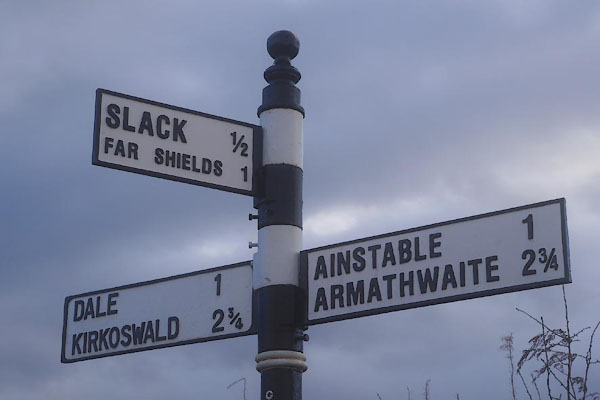 SLACK ½
FAR SHIELDS 1
AINSTABLE 1
ARMATHWAITE 2¾
DALE 1
KIRKOSWALD 2¾